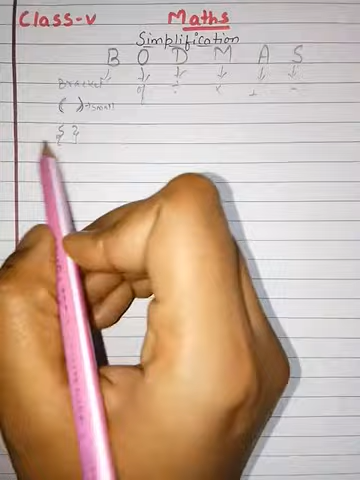 Class-v Maths
Simplification
B O D M A S
Bracket of ÷ × + -
( ) → Small
{ }